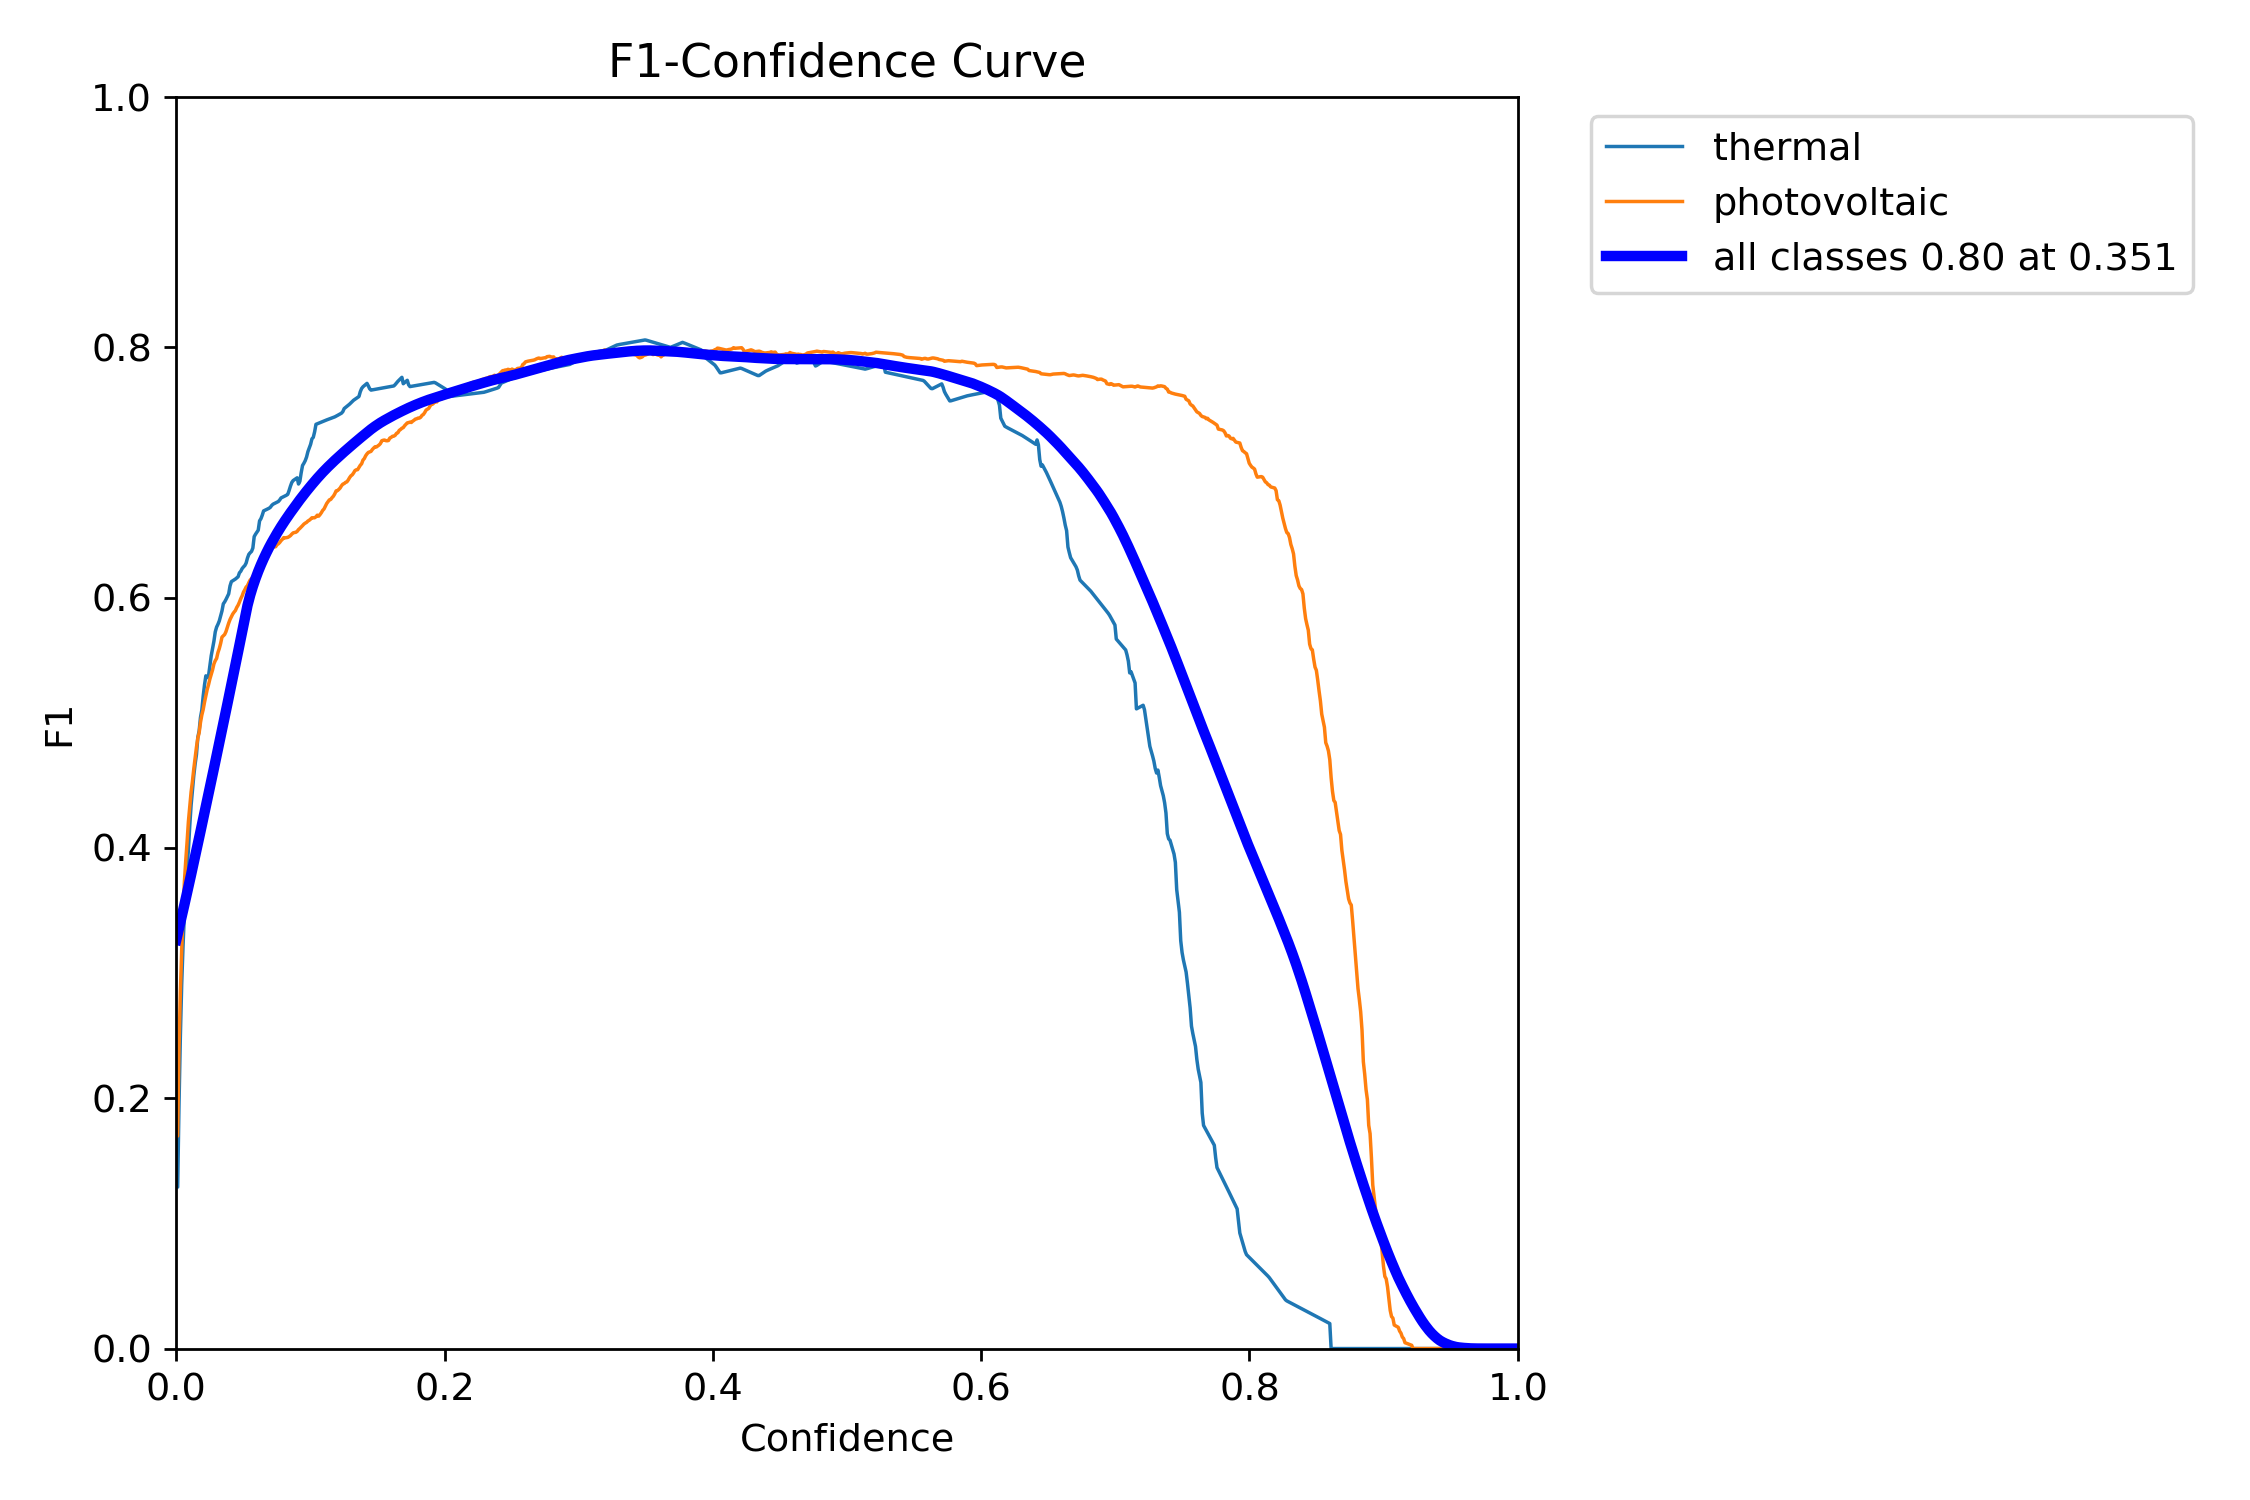 F1-Confidence Curve
1.0
0.8
0.6
0.4
0.2
0.0
F1
0.0 0.2 0.4 0.6 0.8 1.0
Confidence
thermal
photovoltaic
all classes 0.80 at 0.351